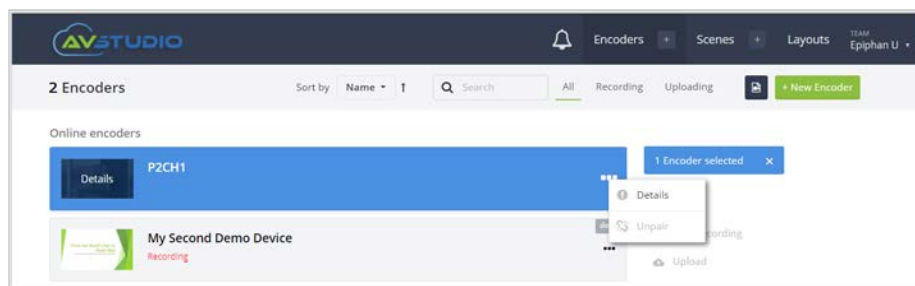 AVSTUDIO
Encoders + Scenes + Layouts TEAM
Epiphan U
2 Encoders Sort by Name Search All Recording Uploading + New Encoder
Online encoders
P2CH1
Details
1 Encoder selected x
Details
Unpair
My Second Demo Device
Recording
cording
Upload